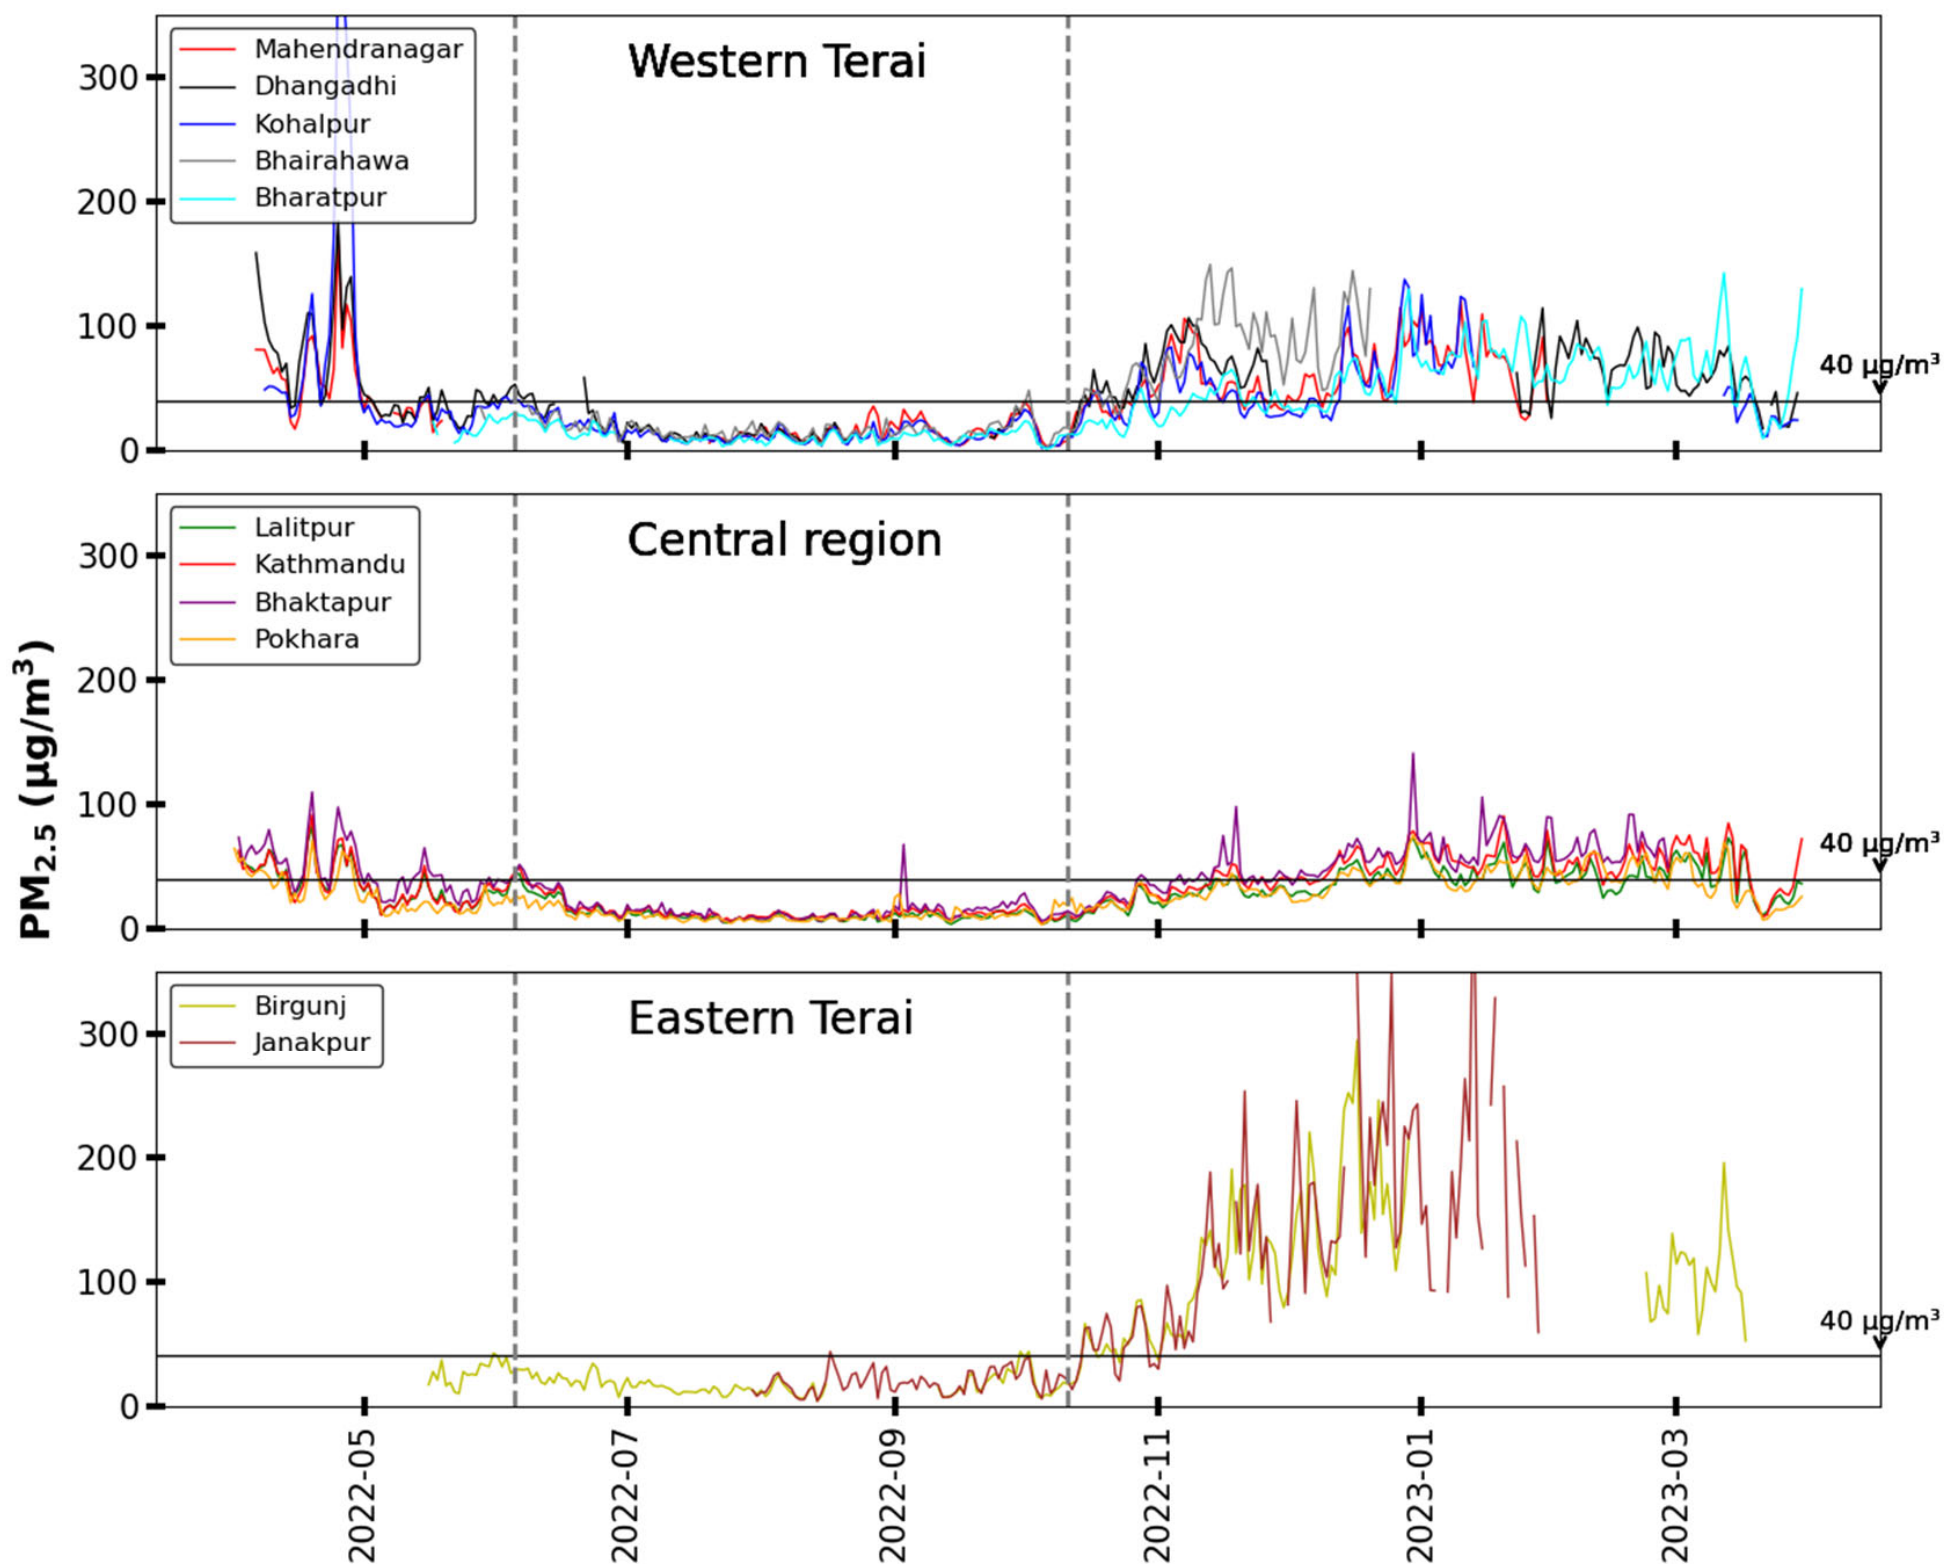 Western Terai
Mahendranagar
Dhangadhi
Kohalpur
Bhairahawa
Bharatpur
300
200
100
0
40 μg/m³
Central region
Lalitpur
Kathmandu
Bhaktapur
Pokhara
300
200
100
0
40 μg/m³
PM₂.₅ (μg/m³)
Eastern Terai
Birgunj
Janakpur
300
200
100
0
40 μg/m³
2022-05
2022-07
2022-09
2022-11
2023-01
2023-03